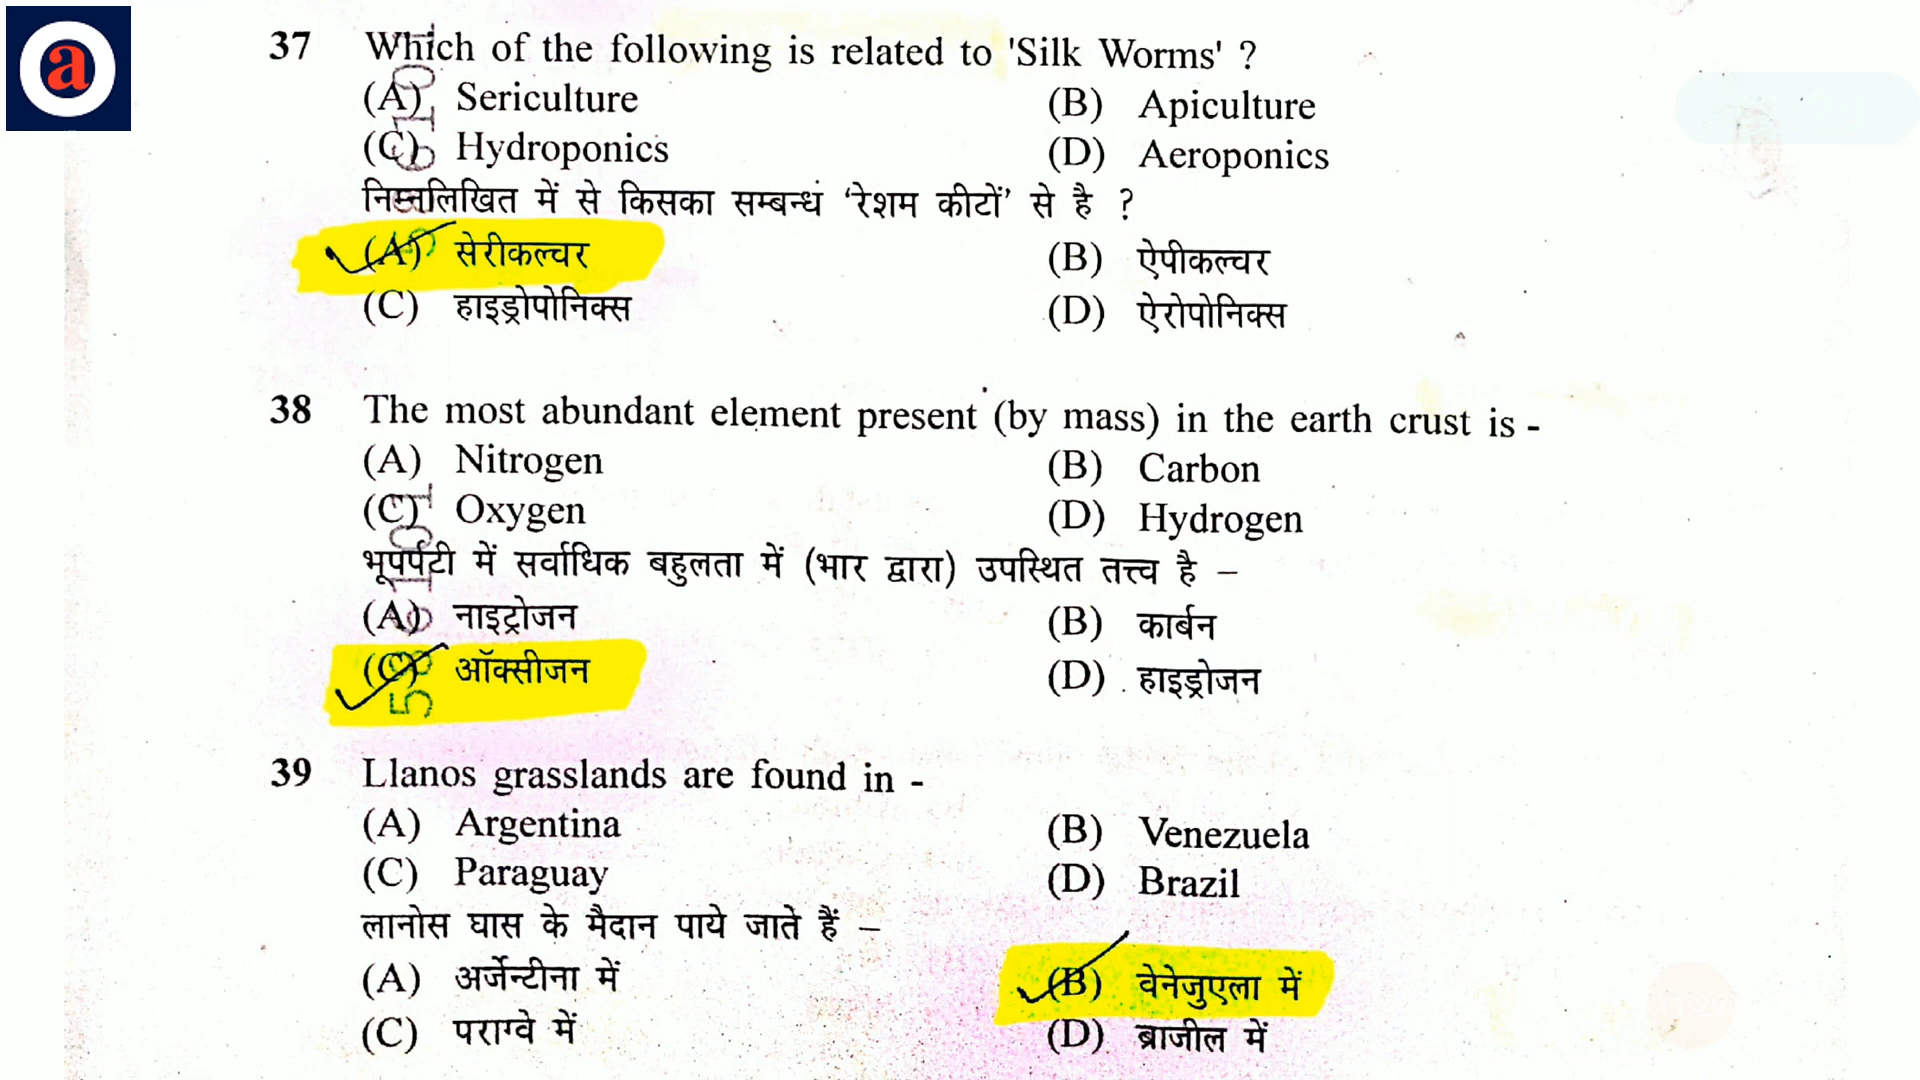 a
37 Which of the following is related to 'Silk Worms' ?
(A) Sericulture (B) Apiculture
(C) Hydroponics (D) Aeroponics
निम्नलिखित में से किसका सम्बन्ध ‘रेशम कीटों’ से है ?
(A) सेरीकल्चर (B) ऐपीकल्चर
(C) हाइड्रोपोनिक्स (D) ऐरोपोनिक्स
38 The most abundant element present (by mass) in the earth crust is -
(A) Nitrogen (B) Carbon
(C) Oxygen (D) Hydrogen
भूपर्पटी में सर्वाधिक बहुलता में (भार द्वारा) उपस्थित तत्त्व है –
(A) नाइट्रोजन (B) कार्बन
(C) ऑक्सीजन (D) हाइड्रोजन
39 Llanos grasslands are found in -
(A) Argentina (B) Venezuela
(C) Paraguay (D) Brazil
लानोस घास के मैदान पाये जाते हैं –
(A) अर्जेन्टीना में (B) वेनेजुएला में
(C) पराग्वे में (D) ब्राजील में